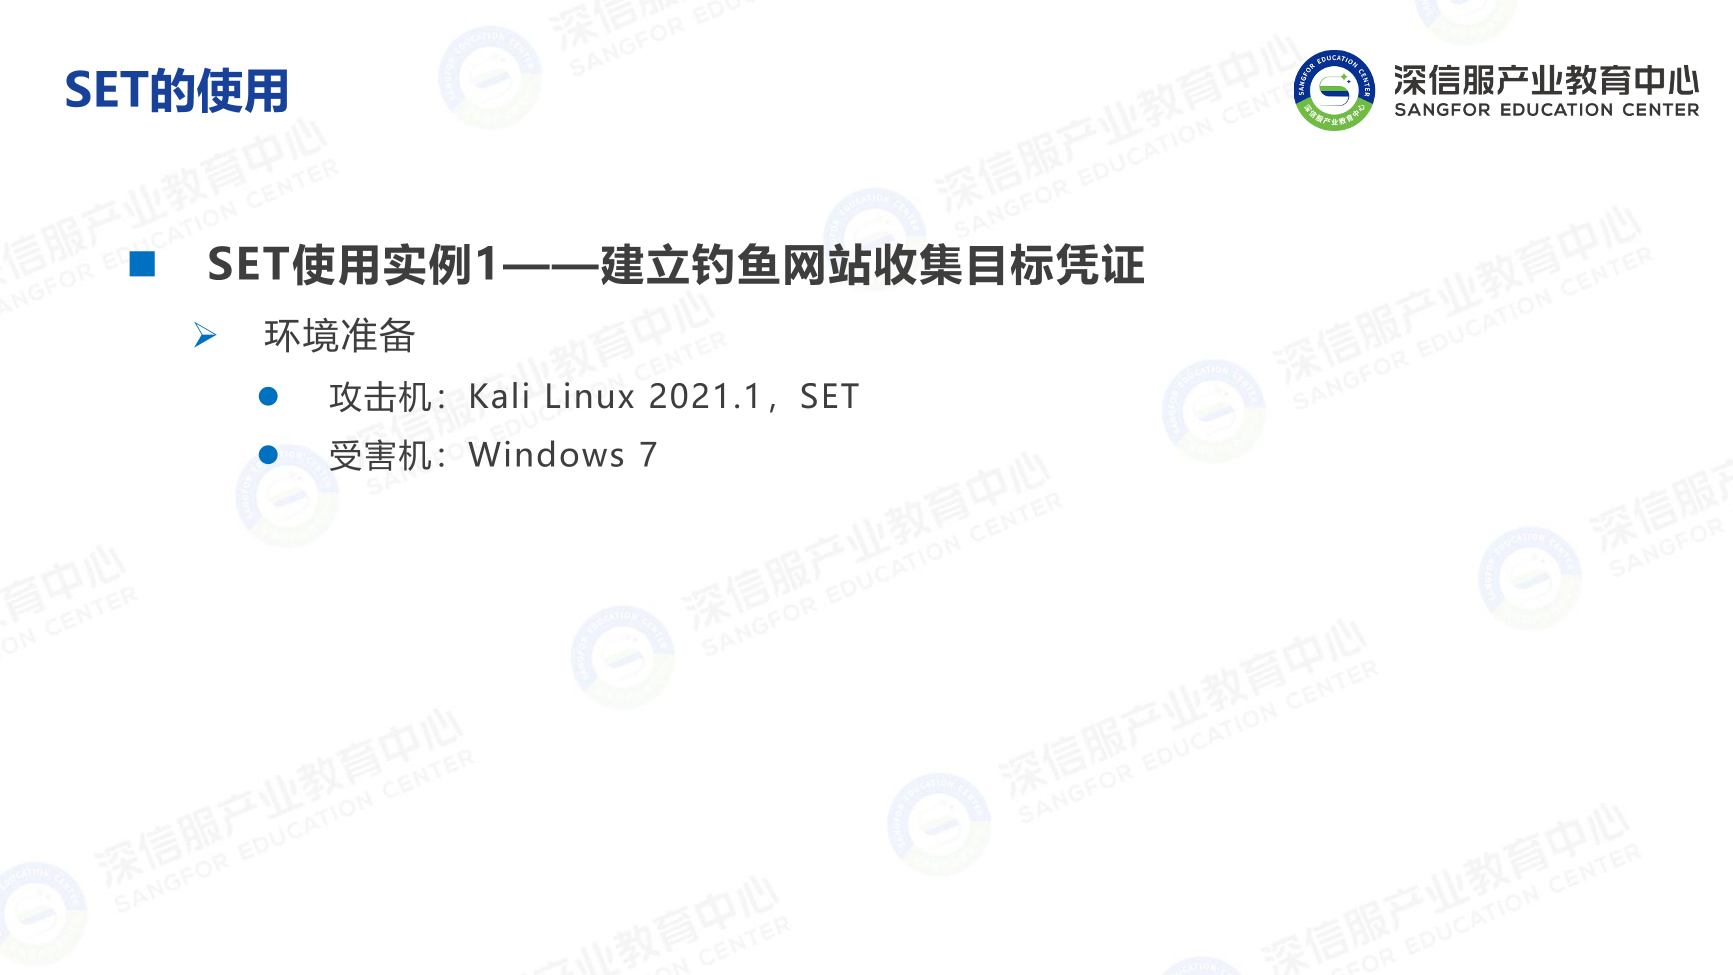 SET的使用
深信服产业教育中心
SANGFOR EDUCATION CENTER
SET使用实例1——建立钓鱼网站收集目标凭证
环境准备
攻击机：Kali Linux 2021.1，SET
受害机：Windows 7